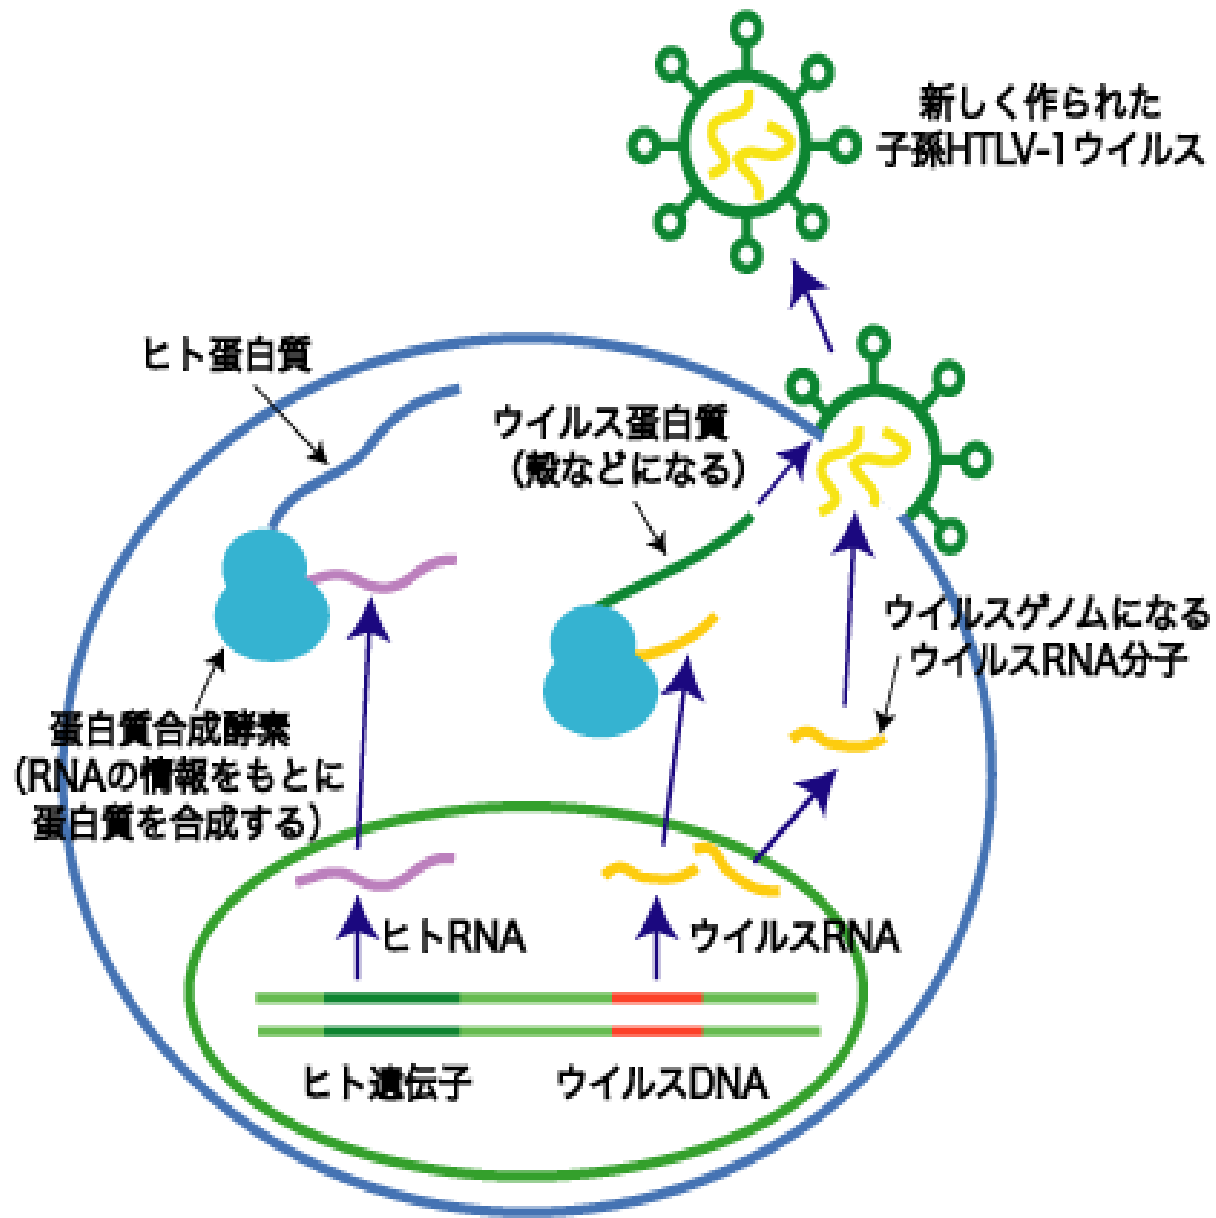 新しく作られた
子孫HTLV-1ウイルス
ヒト蛋白質
ウイルス蛋白質
（殻などになる）
ウイルスゲノムになる
ウイルスRNA分子
蛋白質合成酵素
（RNAの情報をもとに
蛋白質を合成する）
ヒトRNA
ウイルスRNA
ヒト遺伝子
ウイルスDNA